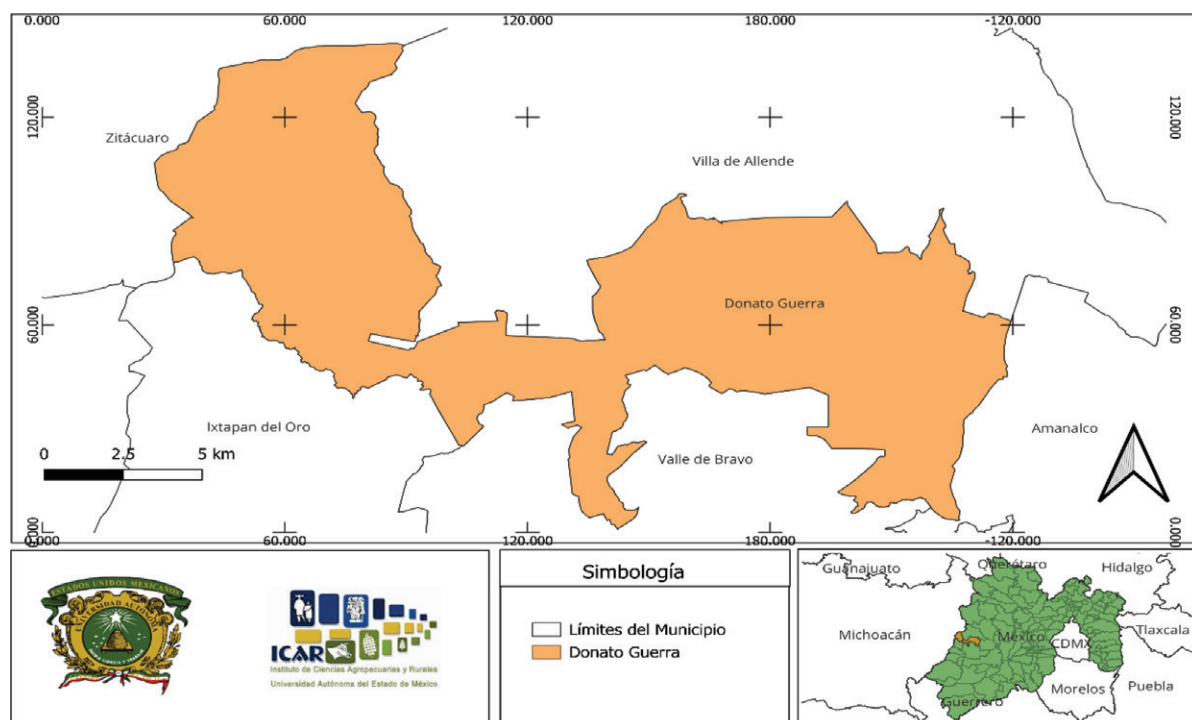 0.000
60.000
120.000
180.000
-120.000
120.000
120.000
Zitácuaro
Villa de Allende
Donato Guerra
60.000
60.000
Ixtapan del Oro
Amanalco
0
2.5
5 km
Valle de Bravo
0.000
0.000
0.000
60.000
120.000
180.000
-120.000
ESTADOS UNIDOS MEXICANOS
ICAR
Instituto de Ciencias Agropecuarias y Rurales
Universidad Autónoma del Estado de México
Simbología
Límites del Municipio
Donato Guerra
Guanajuato
Querétaro
Hidalgo
Michoacán
México
CDMX
Tlaxcala
Morelos
Puebla
Guerrero